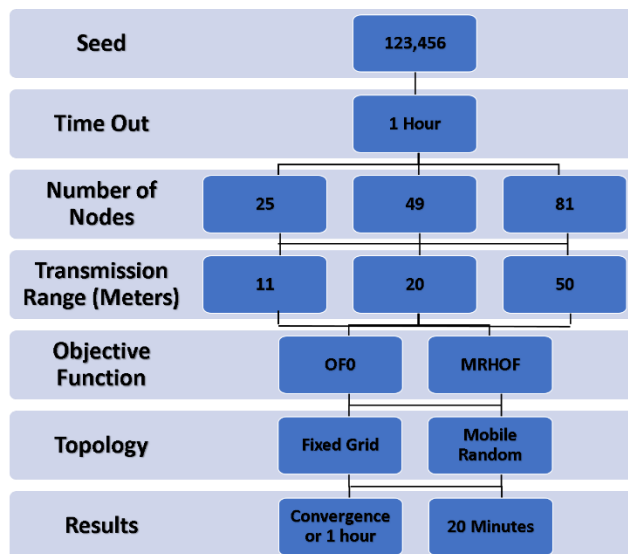 Seed
123,456
Time Out
1 Hour
Number of
Nodes
25
49
81
Transmission
Range (Meters)
11
20
50
Objective
Function
OF0
MRHOF
Topology
Fixed Grid
Mobile
Random
Results
Convergence
or 1 hour
20 Minutes